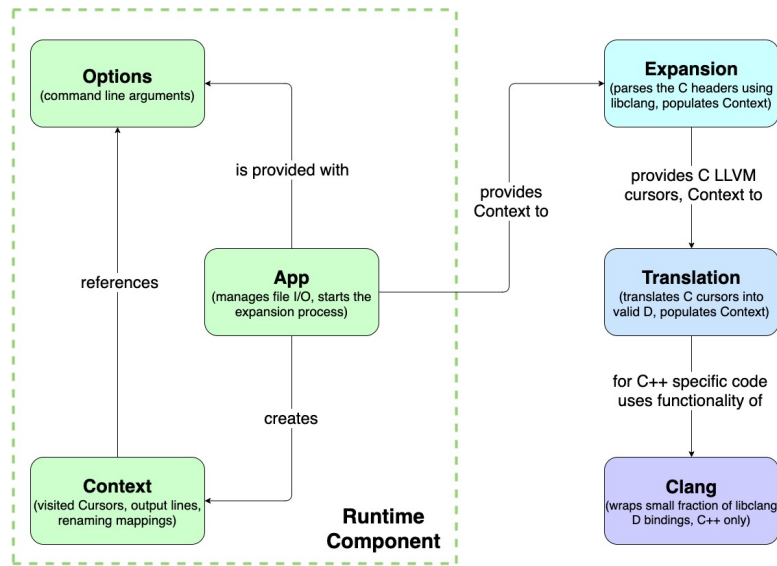 Options
(command line arguments)
Expansion
(parses the C headers using
libclang, populates Context)
is provided with
provides
Context to
provides C LLVM
cursors, Context to
references
App
(manages file I/O, starts the
expansion process)
Translation
(translates C cursors into
valid D, populates Context)
creates
for C++ specific code
uses functionality of
Context
(visited Cursors, output lines,
renaming mappings)
Runtime
Component
Clang
(wraps small fraction of libclang
D bindings, C++ only)